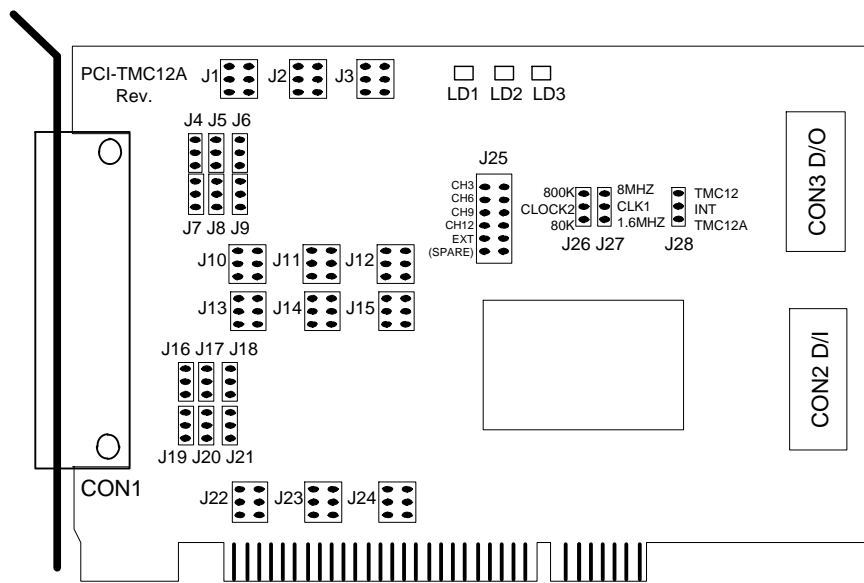 PCI-TMC12A
Rev.
J1
J2
J3
LD1
LD2
LD3
J4
J5
J6
J7
J8
J9
J25
CH3
CH6
CH9
CH12
EXT
(SPARE)
800K
CLOCK2
80K
J26
8MHZ
CLK1
1.6MHZ
J27
TMC12
INT
TMC12A
J28
CON3 D/O
J10
J11
J12
J13
J14
J15
CON2 D/I
J16
J17
J18
J19
J20
J21
CON1
J22
J23
J24